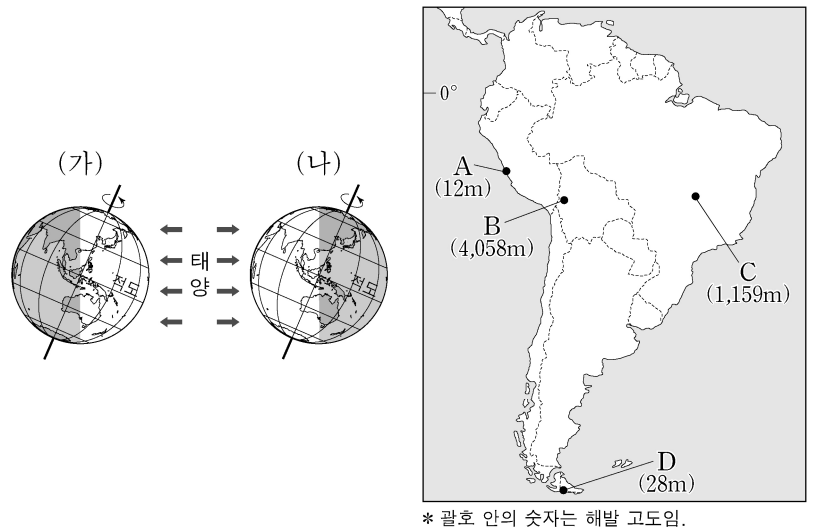 (가)
(나)
태
양
적도
적도
0°
A
(12m)
B
(4,058m)
C
(1,159m)
D
(28m)
* 괄호 안의 숫자는 해발 고도임.